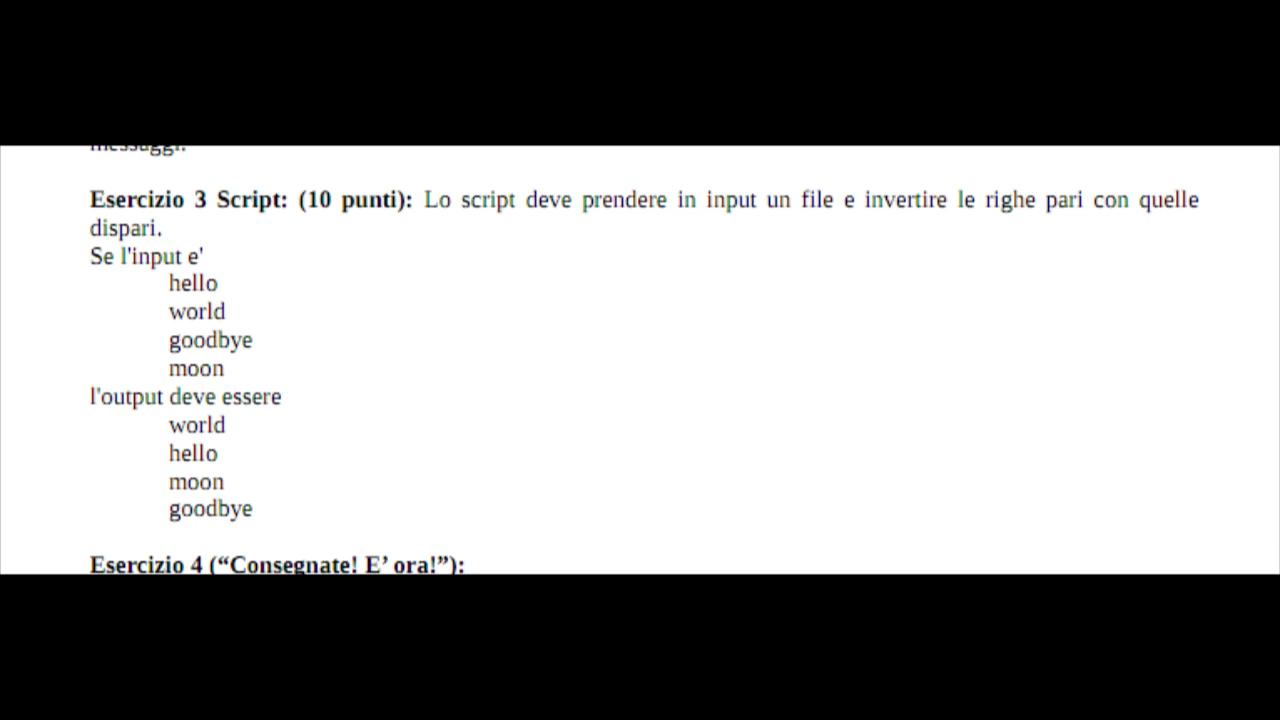 messaggi.
Esercizio 3 Script: (10 punti): Lo script deve prendere in input un file e invertire le righe pari con quelle
dispari.
Se l'input e'
hello
world
goodbye
moon
l'output deve essere
world
hello
moon
goodbye
Esercizio 4 (“Consegnate! E’ ora!”):